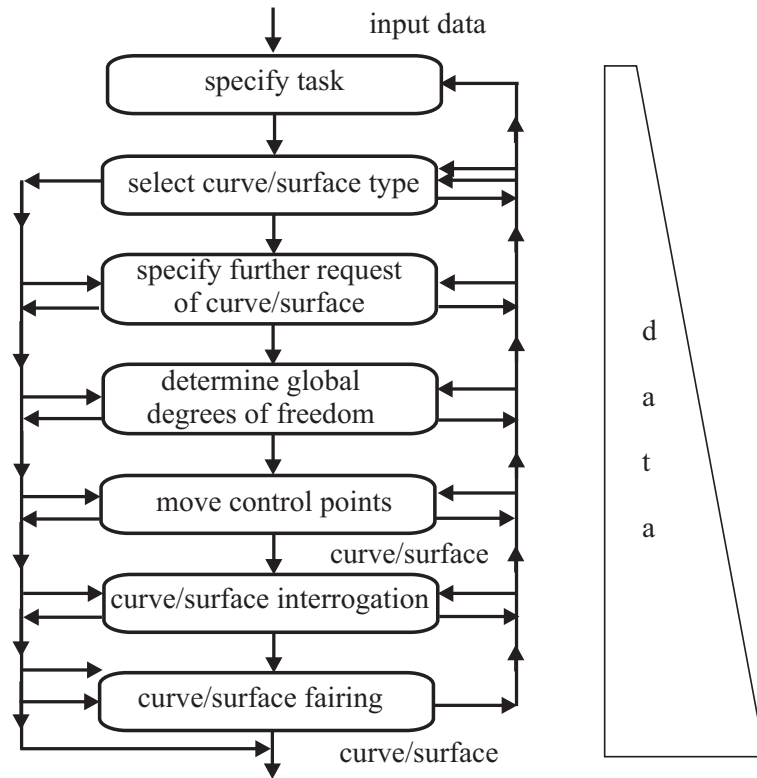 input data
specify task
select curve/surface type
specify further request
of curve/surface
determine global
degrees of freedom
move control points
curve/surface
curve/surface interrogation
curve/surface fairing
curve/surface
d
a
t
a